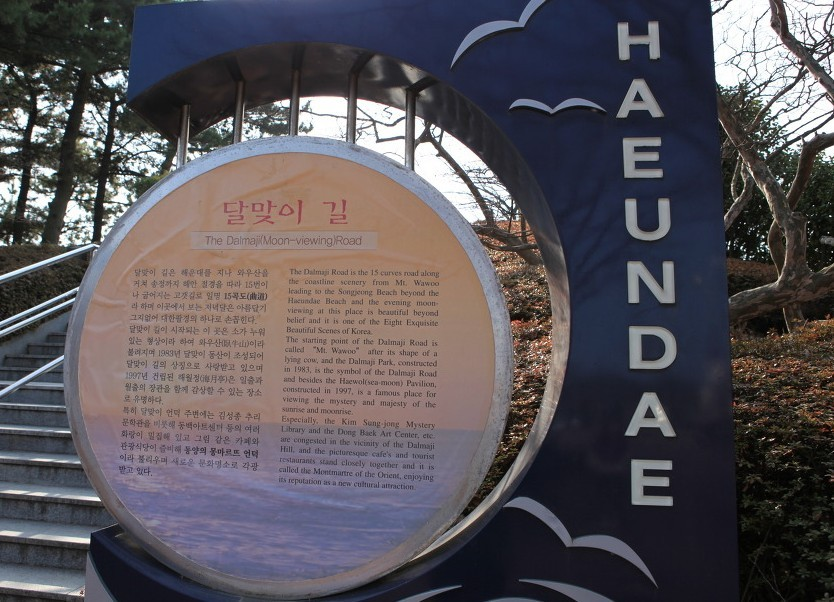 HAEUNDAE
달맞이 길
The Dalmaji(Moon-viewing)Road
달맞이 길은 해운대를 지나 와우산을
거쳐 송정까지 해안 절경을 따라 15번이
나 굽어지는 고갯길로 일명 15곡도(曲道)
라 하며 이곳에서 보는 저녁달은 아름답기
그지없어 대한팔경의 하나로 손꼽힌다.
달맞이 길이 시작되는 이 곳은 소가 누워
있는 형상이라 하여 와우산(臥牛山)이라
불리지며 1983년 달맞이 동산이 조성되어
달맞이 길의 상징으로 사랑받고 있으며
1997년 건립된 해월정(海月亭)은 일출과
월출의 장관을 함께 감상할 수 있는 장소
로 유명하다.
특히 달맞이 언덕 주변에는 김성종 추리
문학관을 비롯해 동백아트센터 등의 여러
화랑이 밀집해 있고 그림 같은 카페와
관광식당이 즐비해 동양의 몽마르뜨 언덕
이라 불리우며 새로운 문화명소로 각광
받고 있다.
The Dalmaji Road is the 15 curves road along
the coastline scenery from Mt. Wawoo
leading to the Songjeong Beach beyond the
Haeundae Beach and the evening moon-
viewing at this place is beautiful beyond
belief and it is one of the Eight Exquisite
Beautiful Scenes of Korea.
The starting point of the Dalmaji Road is
called "Mt. Wawoo" after its shape of a
lying cow, and the Dalmaji Park, constructed
in 1983, is the symbol of the Dalmaji Road
and besides the Haewol(sea-moon) Pavilion,
constructed in 1997, is a famous place for
viewing the mystery and majesty of the
sunrise and moonrise.
Especially, the Kim Sung-jong Mystery
Library and the Dong Baek Art Center, etc.
are congested in the vicinity of the Dalmaji
Hill, and the picturesque cafe's and tourist
restaurants stand closely together and it is
called the Montmartre of the Orient, enjoying
its reputation as a new cultural attraction.